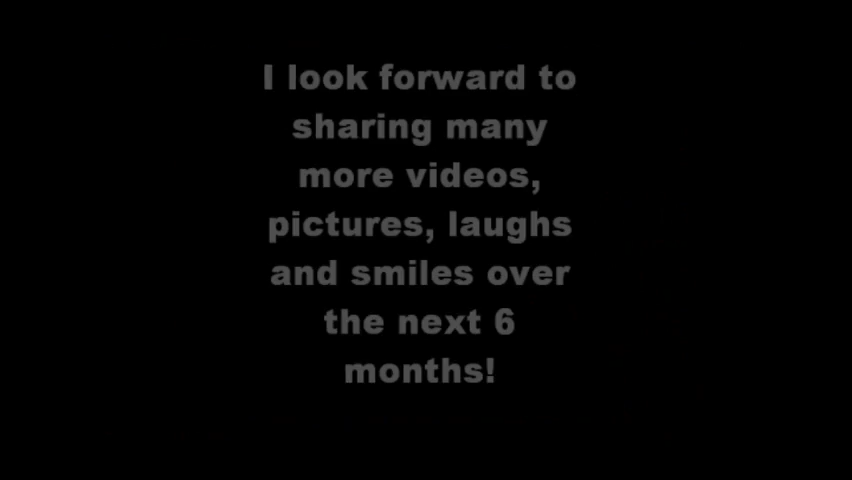 I look forward to
sharing many
more videos,
pictures, laughs
and smiles over
the next 6
months!